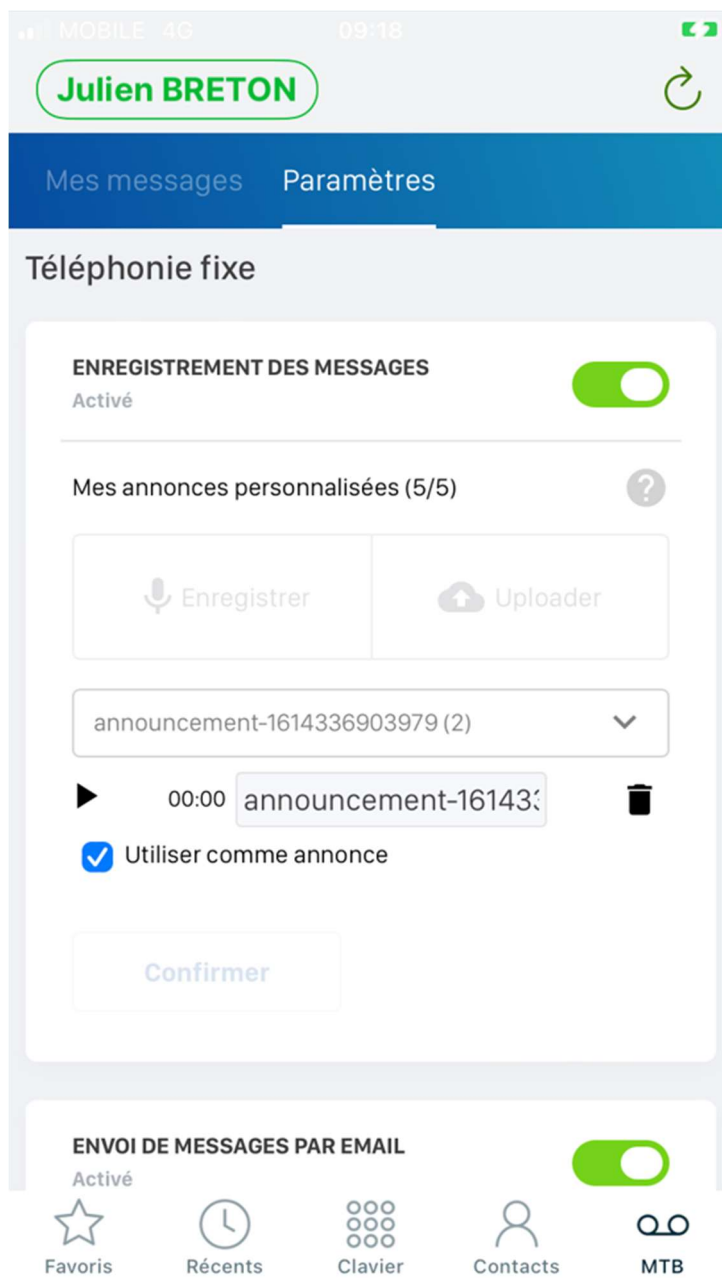 MOBILE 4G 09:18
Julien BRETON
Mes messages Paramètres
Téléphonie fixe
ENREGISTREMENT DES MESSAGES
Activé
Mes annonces personnalisées (5/5) ?
Enregistrer Uploader
announcement-1614336903979 (2)
00:00 announcement-16143
Utiliser comme annonce
Confirmer
ENVOI DE MESSAGES PAR EMAIL
Activé
Favoris Récents Clavier Contacts MTB